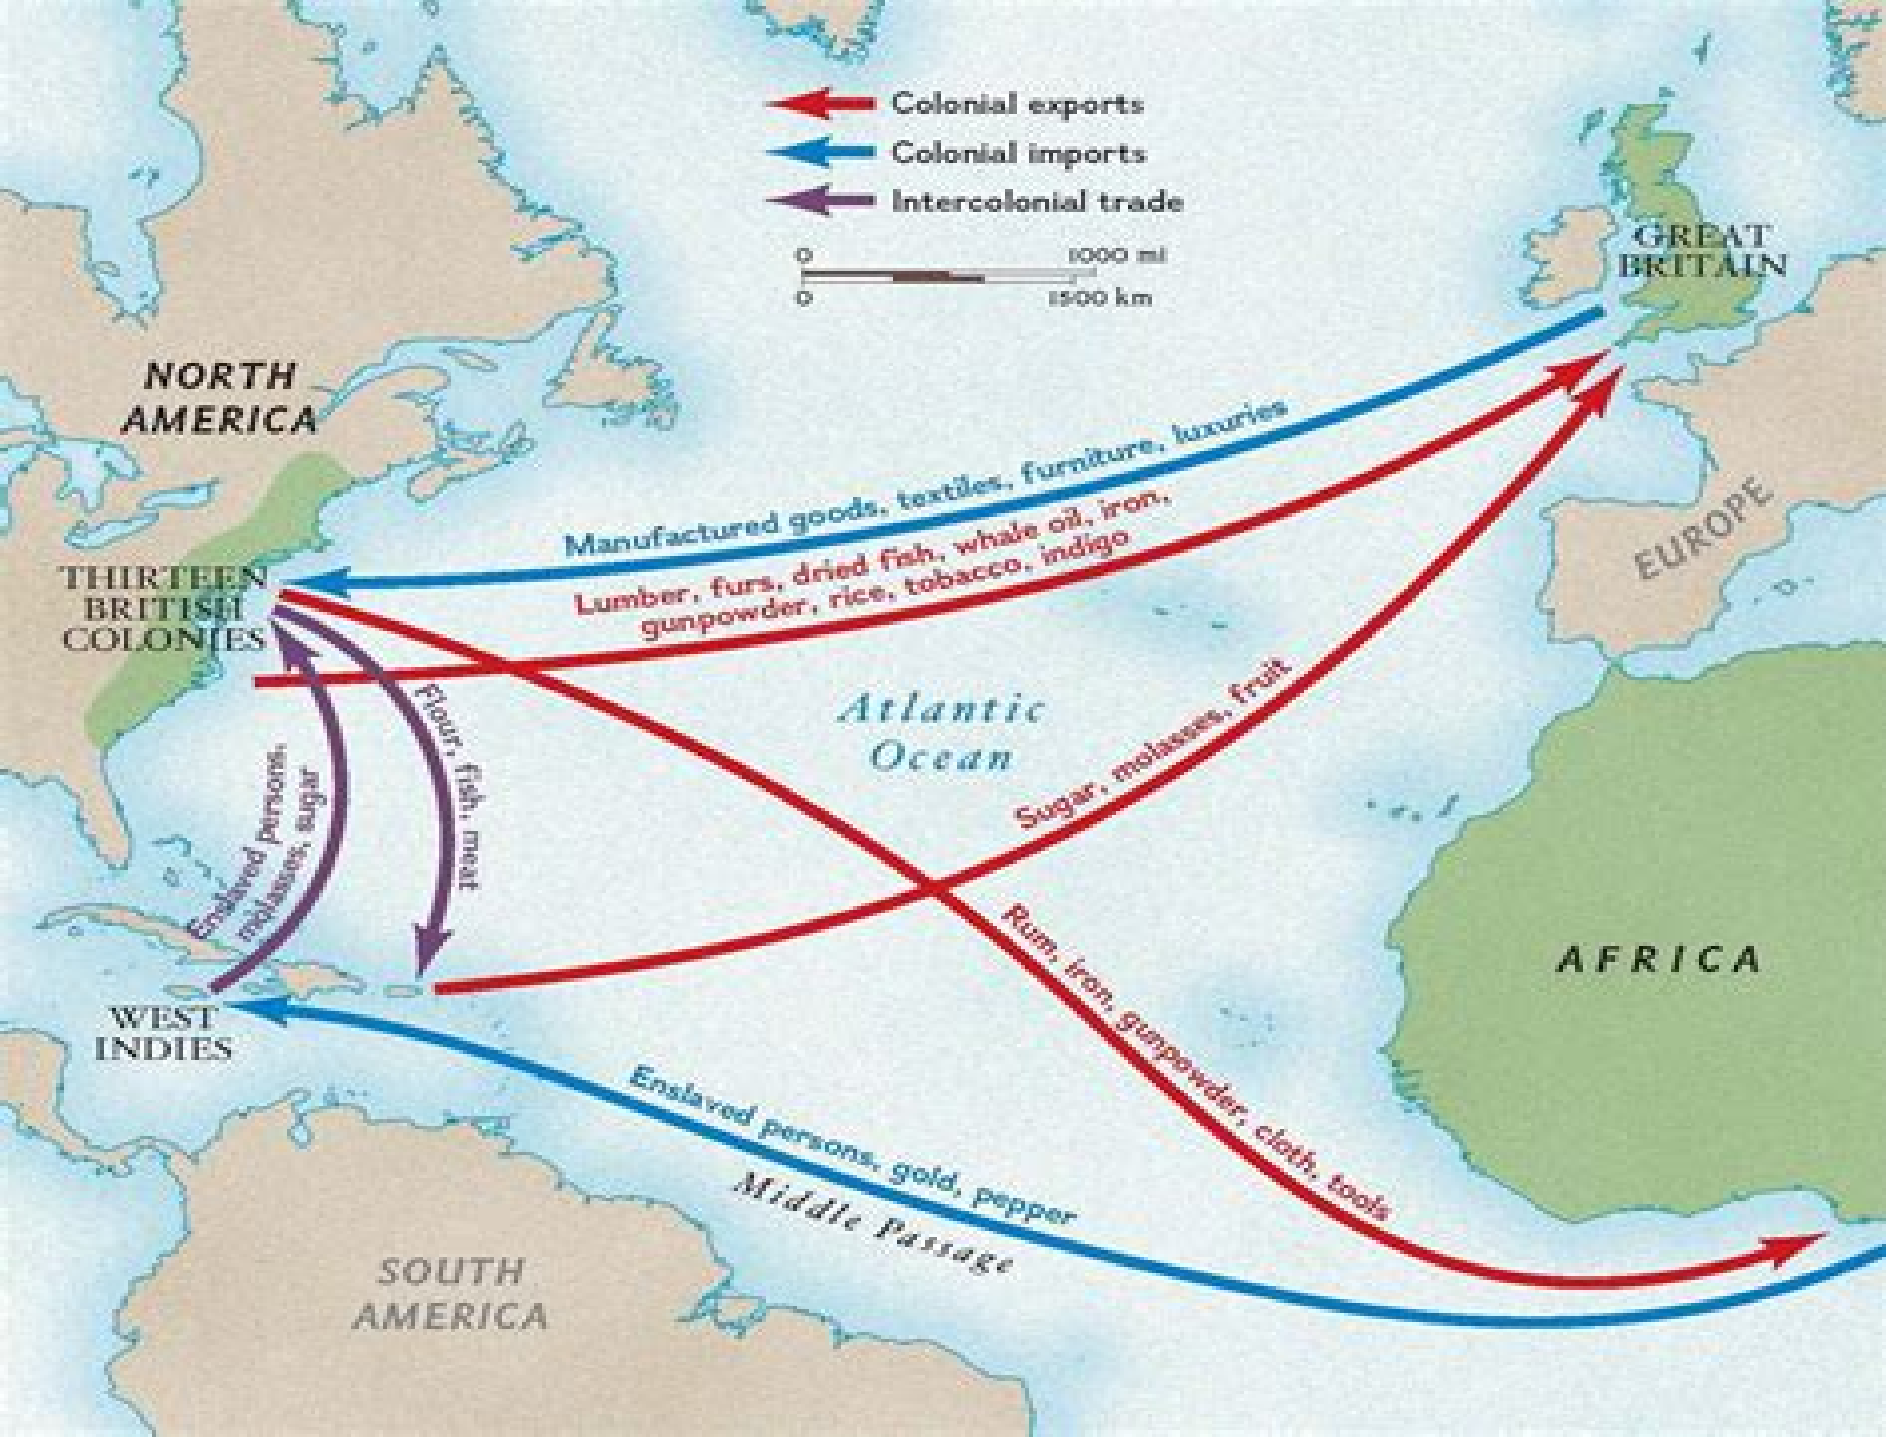 Colonial exports
Colonial imports
Intercolonial trade
0 1000 mi
0 1500 km
GREAT
BRITAIN
NORTH
AMERICA
EUROPE
Manufactured goods, textiles, furniture, luxuries
Lumber, furs, dried fish, whale oil, iron,
gunpowder, rice, tobacco, indigo
THIRTEEN
BRITISH
COLONIES
Flour, fish, meat
Atlantic
Ocean
Sugar, molasses, fruit
Enslaved persons,
molasses, sugar
Rum, iron, gunpowder, cloth, tools
AFRICA
WEST
INDIES
Enslaved persons, gold, pepper
Middle Passage
SOUTH
AMERICA